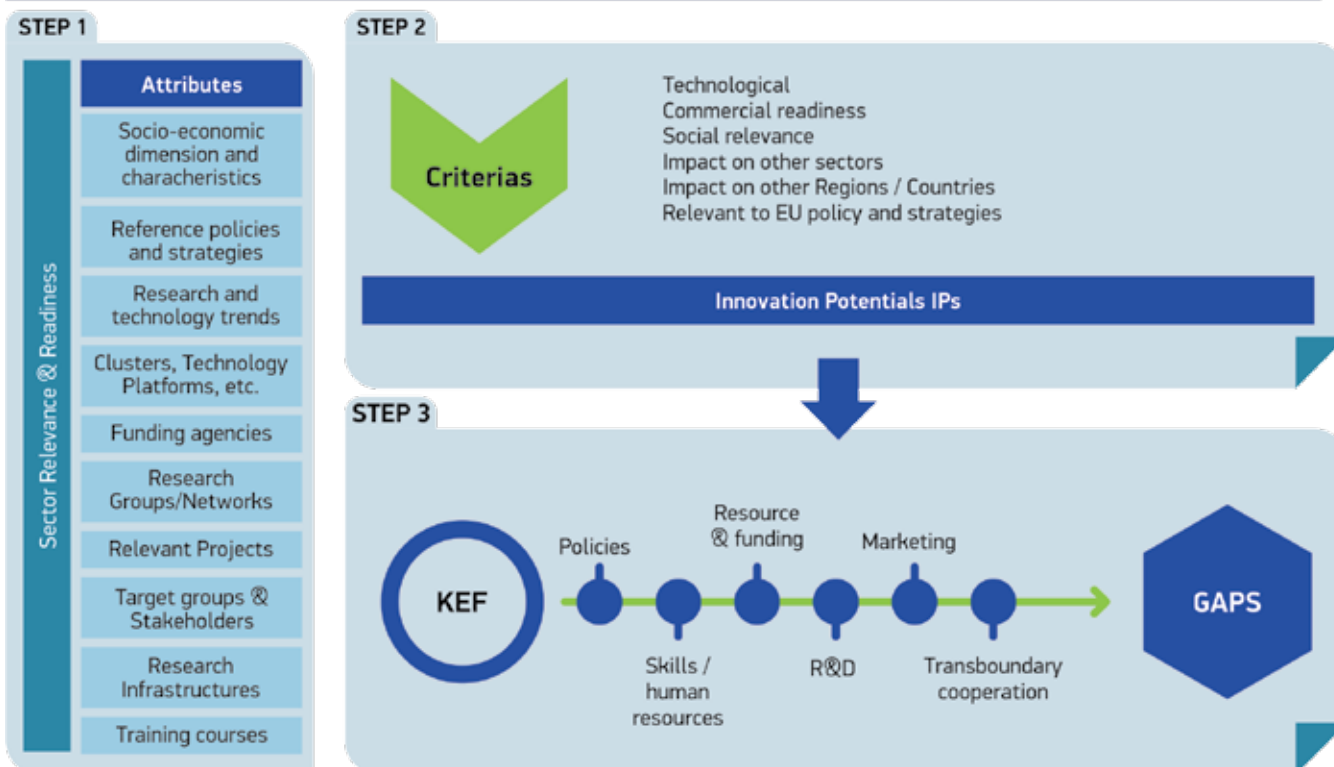 STEP 1
Sector Relevance & Readiness
Attributes
Socio-economic
dimension and
characheristics
Reference policies
and strategies
Research and
technology trends
Clusters, Technology
Platforms, etc.
Funding agencies
Research
Groups/Networks
Relevant Projects
Target groups &
Stakeholders
Research
Infrastructures
Training courses
STEP 2
Criterias
Technological
Commercial readiness
Social relevance
Impact on other sectors
Impact on other Regions / Countries
Relevant to EU policy and strategies
Innovation Potentials IPs
STEP 3
KEF
Policies
Skills /
human
resources
Resource
& funding
R&D
Marketing
Transboundary
cooperation
GAPS